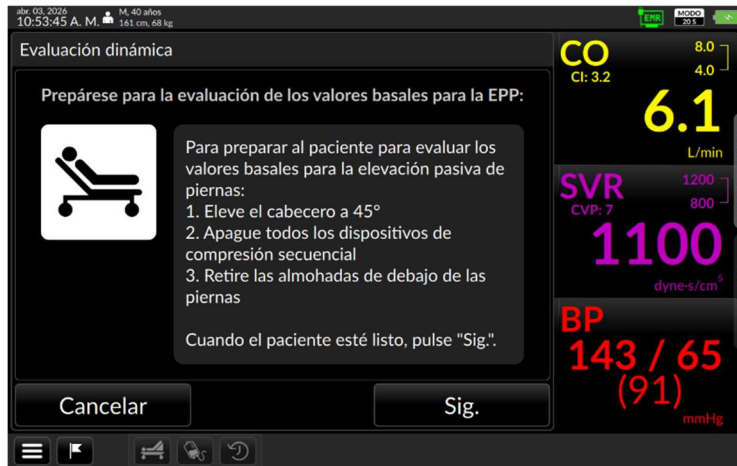 abr. 03, 2026
10:53:45 A. M.
M, 40 años
161 cm, 68 kg
EMR
MODO
20 S
Evaluación dinámica
Prepárese para la evaluación de los valores basales para la EPP:
Para preparar al paciente para evaluar los
valores basales para la elevación pasiva de
piernas:
1. Eleve el cabecero a 45°
2. Apague todos los dispositivos de
compresión secuencial
3. Retire las almohadas de debajo de las
piernas
Cuando el paciente esté listo, pulse "Sig.".
Cancelar
Sig.
CO
CI: 3.2
8.0
4.0
6.1
L/min
SVR
CVP: 7
1200
800
1100
dyne-s/cm⁵
BP
143 / 65
(91)
mmHg